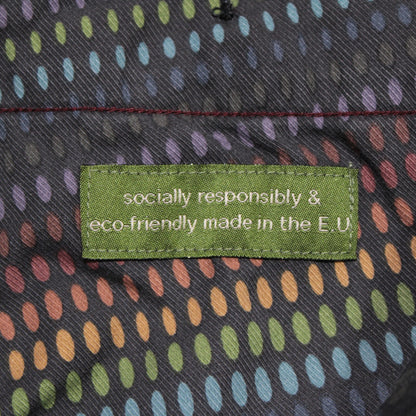 socially responsibly &
eco-friendly made in the E.U.